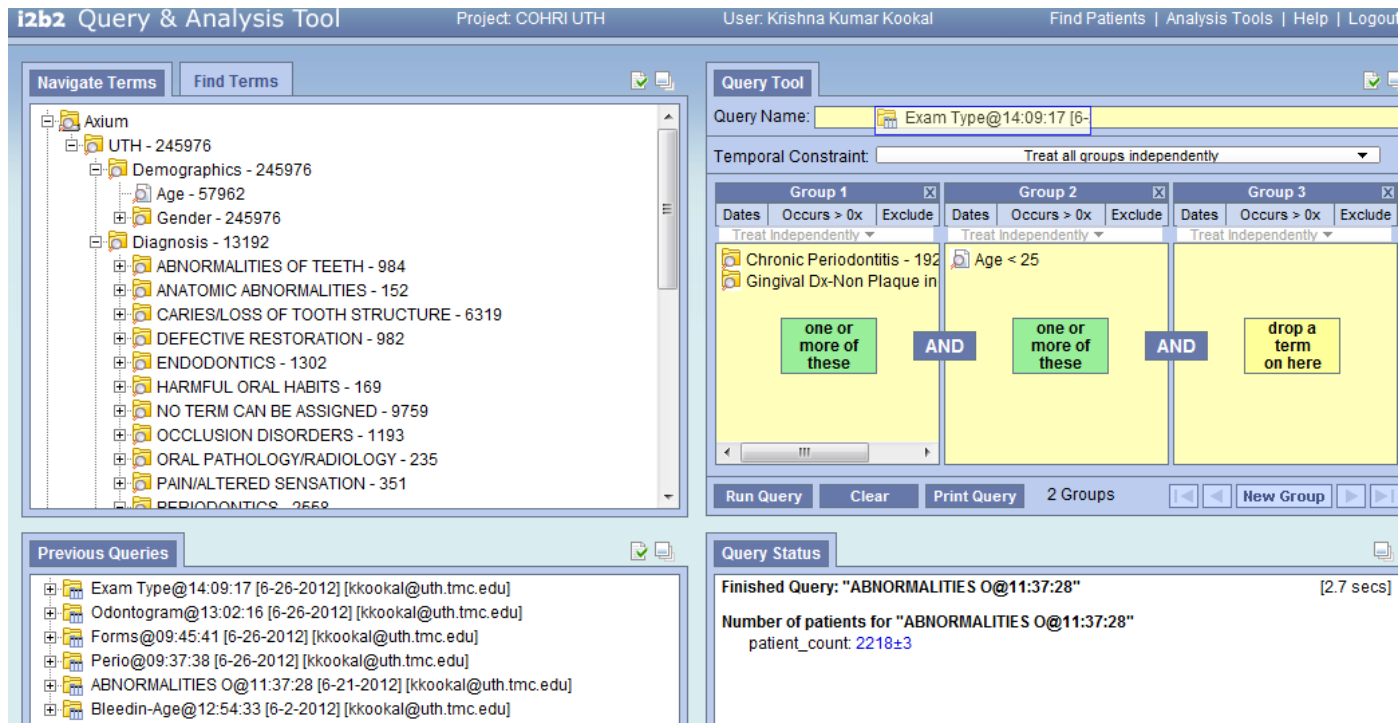 i2b2 Query & Analysis Tool Project: COHRI UTH User: Krishna Kumar Kookal Find Patients | Analysis Tools | Help | Logout
Navigate Terms Find Terms
Axium
UTH - 245976
Demographics - 245976
Age - 57962
Gender - 245976
Diagnosis - 13192
ABNORMALITIES OF TEETH - 984
ANATOMIC ABNORMALITIES - 152
CARIES/LOSS OF TOOTH STRUCTURE - 6319
DEFECTIVE RESTORATION - 982
ENDODONTICS - 1302
HARMFUL ORAL HABITS - 169
NO TERM CAN BE ASSIGNED - 9759
OCCLUSION DISORDERS - 1193
ORAL PATHOLOGY/RADIOLOGY - 235
PAIN/ALTERED SENSATION - 351
PERIODONTICS - 2558
Query Tool
Query Name: Exam Type@14:09:17 [6-
Temporal Constraint: Treat all groups independently
Group 1 X Group 2 X Group 3 X
Dates Occurs > 0x Exclude Dates Occurs > 0x Exclude Dates Occurs > 0x Exclude
Treat Independently Treat Independently Treat Independently
Chronic Periodontitis - 192 Age < 25
Gingival Dx-Non Plaque in
one or one or drop a
more of AND more of AND term
these these on here
Run Query Clear Print Query 2 Groups New Group
Previous Queries
Exam Type@14:09:17 [6-26-2012] [kkookal@uth.tmc.edu]
Odontogram@13:02:16 [6-26-2012] [kkookal@uth.tmc.edu]
Forms@09:45:41 [6-26-2012] [kkookal@uth.tmc.edu]
Perio@09:37:38 [6-26-2012] [kkookal@uth.tmc.edu]
ABNORMALITIES O@11:37:28 [6-21-2012] [kkookal@uth.tmc.edu]
Bleedin-Age@12:54:33 [6-2-2012] [kkookal@uth.tmc.edu]
Query Status
Finished Query: "ABNORMALITIES O@11:37:28" [2.7 secs]
Number of patients for "ABNORMALITIES O@11:37:28"
patient_count: 2218±3